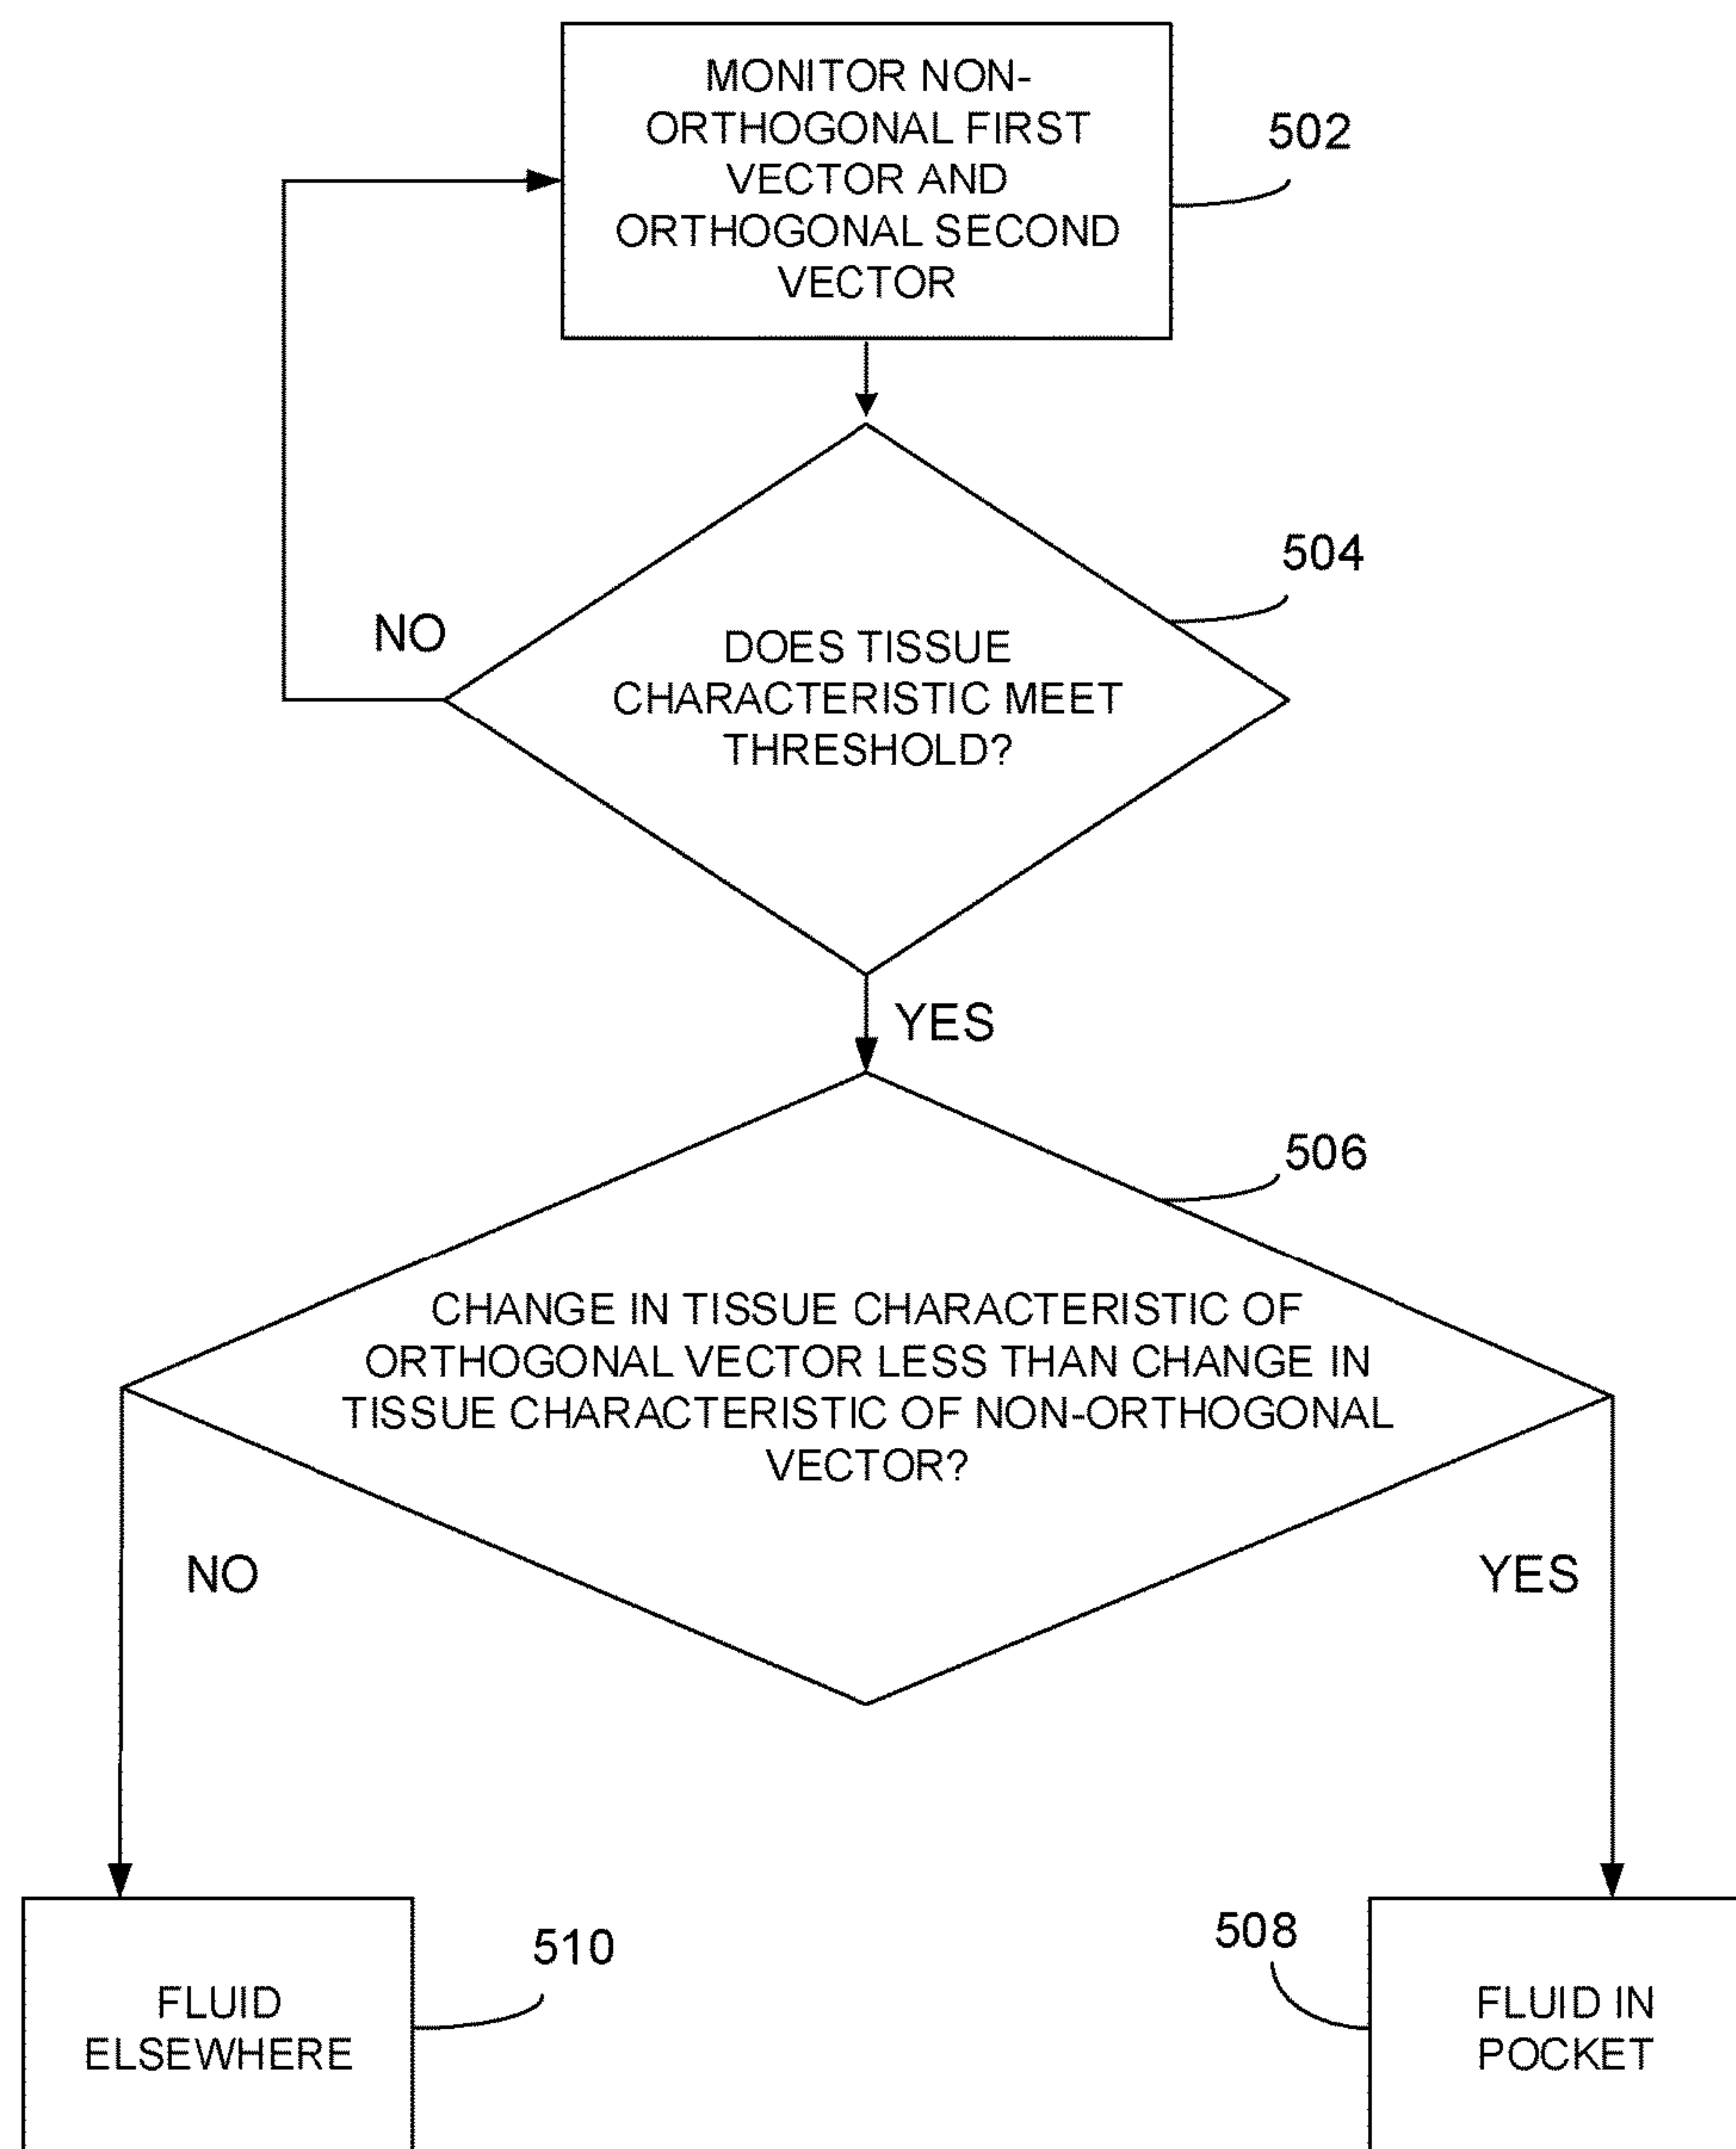 MONITOR NON-
ORTHOGONAL FIRST
VECTOR AND
ORTHOGONAL SECOND
VECTOR
502
504
NO
DOES TISSUE
CHARACTERISTIC MEET
THRESHOLD?
YES
506
CHANGE IN TISSUE CHARACTERISTIC OF
ORTHOGONAL VECTOR LESS THAN CHANGE IN
TISSUE CHARACTERISTIC OF NON-ORTHOGONAL
VECTOR?
NO
YES
510
508
FLUID
ELSEWHERE
FLUID IN
POCKET